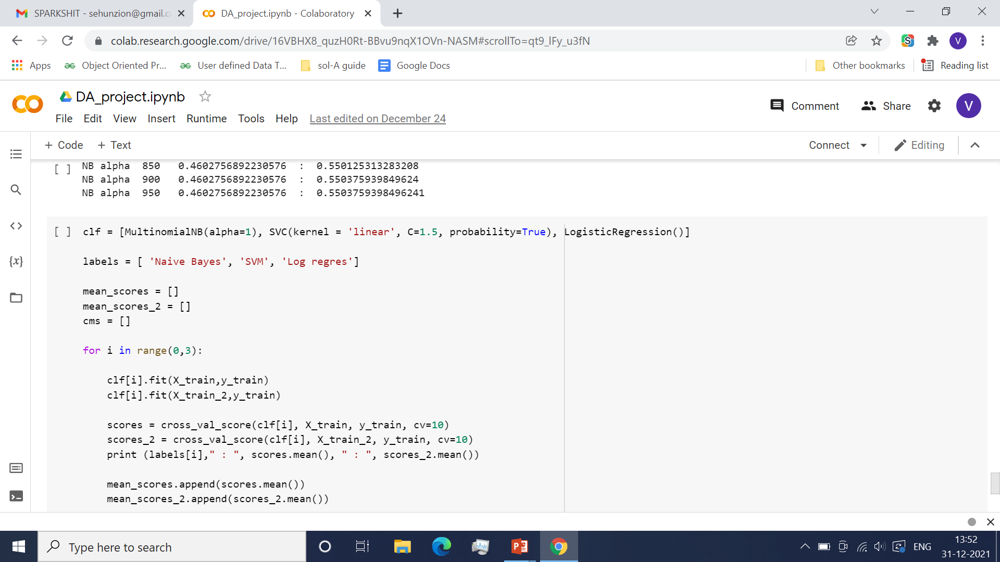 SPARKSHIT - sehunzion@gmail.c
DA_project.ipynb - Colaboratory
colab.research.google.com/drive/16VBHX8_quzH0Rt-BBvu9nqX1OVn-NASM#scrollTo=qt9_lFy_u3fN
V
Apps
Object Oriented Pr...
User defined Data T...
sol-A guide
Google Docs
Other bookmarks
Reading list
DA_project.ipynb
Comment
Share
V
File Edit View Insert Runtime Tools Help Last edited on December 24
+ Code + Text
Connect
Editing
[ ] NB alpha 850 0.4602756892230576 : 0.550125313283208
NB alpha 900 0.4602756892230576 : 0.550375939849624
NB alpha 950 0.4602756892230576 : 0.5503759398496241
[ ] clf = [MultinomialNB(alpha=1), SVC(kernel = 'linear', C=1.5, probability=True), LogisticRegression()]
labels = [ 'Naive Bayes', 'SVM', 'Log regres']
mean_scores = []
mean_scores_2 = []
cms = []
for i in range(0,3):
clf[i].fit(X_train,y_train)
clf[i].fit(X_train_2,y_train)
scores = cross_val_score(clf[i], X_train, y_train, cv=10)
scores_2 = cross_val_score(clf[i], X_train_2, y_train, cv=10)
print (labels[i]," : ", scores.mean(), " : ", scores_2.mean())
mean_scores.append(scores.mean())
mean_scores_2.append(scores_2.mean())
{x}
Type here to search
ENG
13:52
31-12-2021